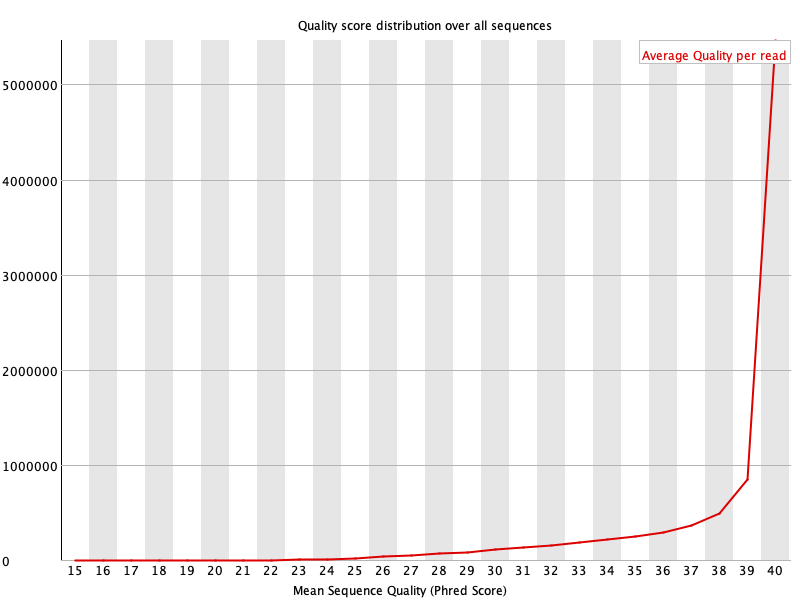 Quality score distribution over all sequences
Average Quality per read
5000000
4000000
3000000
2000000
1000000
0
15 16 17 18 19 20 21 22 23 24 25 26 27 28 29 30 31 32 33 34 35 36 37 38 39 40
Mean Sequence Quality (Phred Score)